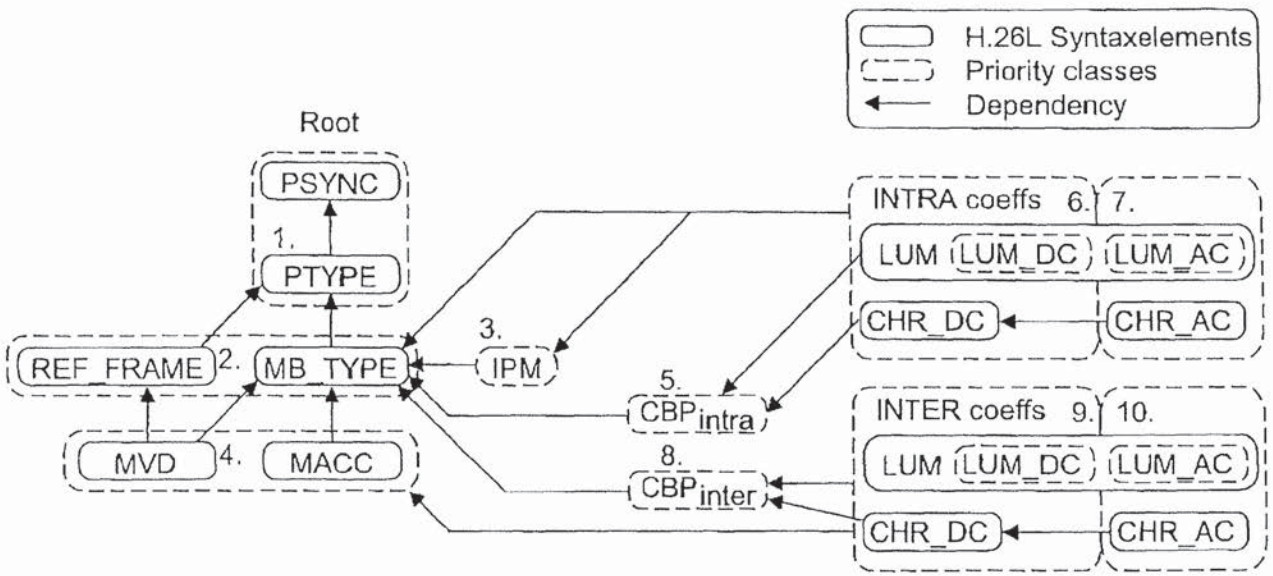 H.26L Syntaxelements
Priority classes
Dependency
Root
PSYNC
1.
PTYPE
REF_FRAME 2. MB_TYPE
3.
IPM
MVD 4. MACC
5.
CBPintra
8.
CBPinter
INTRA coeffs 6. 7.
LUM LUM_DC LUM_AC
CHR_DC CHR_AC
INTER coeffs 9. 10.
LUM LUM_DC LUM_AC
CHR_DC CHR_AC